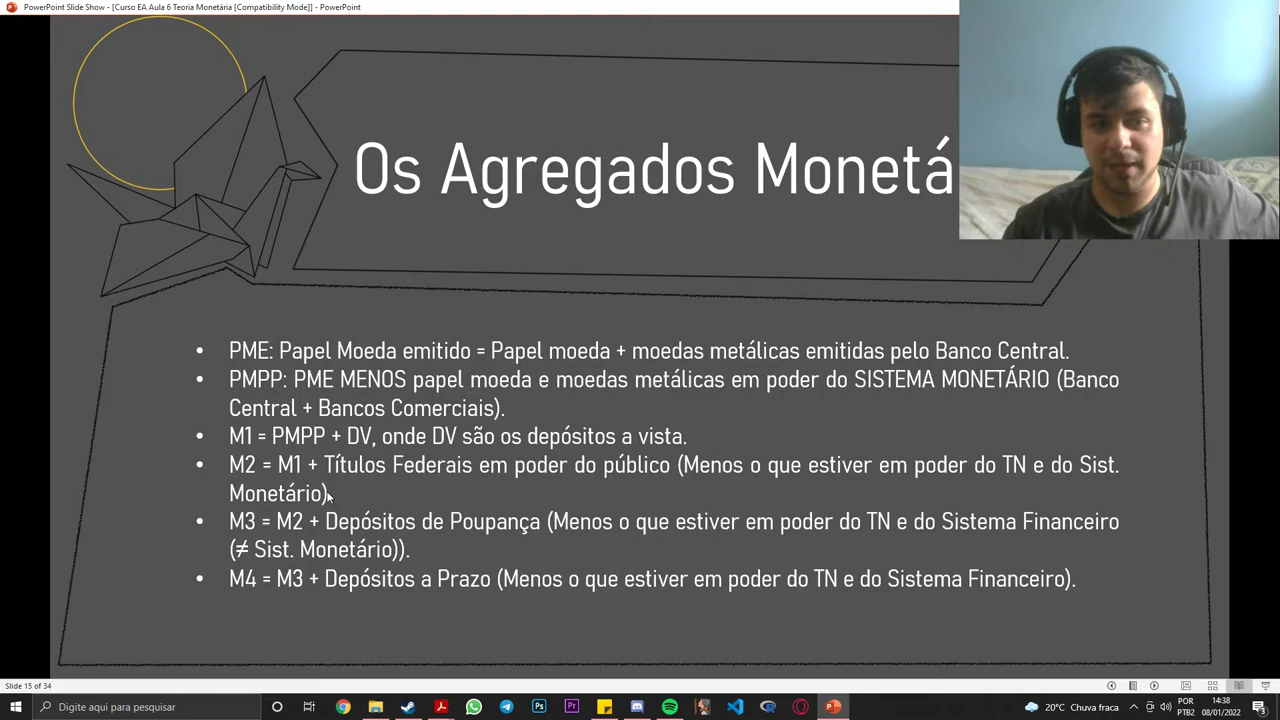 PowerPoint Slide Show - [Curso EA Aula 6 Teoria Monetária [Compatibility Mode]] - PowerPoint
Os Agregados Monetá
• PME: Papel Moeda emitido = Papel moeda + moedas metálicas emitidas pelo Banco Central.
• PMPP: PME MENOS papel moeda e moedas metálicas em poder do SISTEMA MONETÁRIO (Banco
Central + Bancos Comerciais).
• M1 = PMPP + DV, onde DV são os depósitos a vista.
• M2 = M1 + Títulos Federais em poder do público (Menos o que estiver em poder do TN e do Sist.
Monetário).
• M3 = M2 + Depósitos de Poupança (Menos o que estiver em poder do TN e do Sistema Financeiro
(≠ Sist. Monetário)).
• M4 = M3 + Depósitos a Prazo (Menos o que estiver em poder do TN e do Sistema Financeiro).
Slide 15 of 34
Digite aqui para pesquisar
Ps
Pr
20°C Chuva fraca
POR
PTB2
14:38
08/01/2022
3